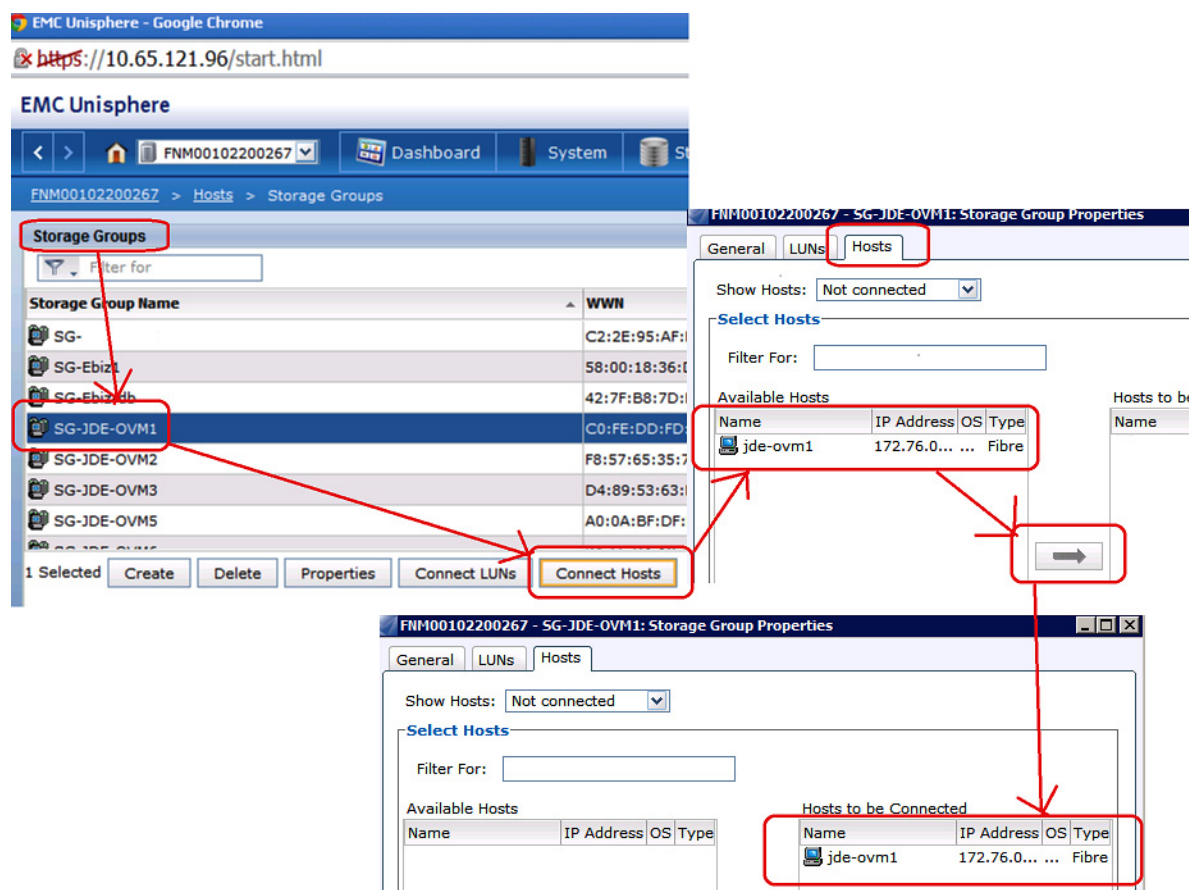 EMC Unisphere - Google Chrome
https://10.65.121.96/start.html
EMC Unisphere
FNM00102200267
Dashboard
System
FNM00102200267 > Hosts > Storage Groups
Storage Groups
Filter for
Storage Group Name WWN
SG- C2:2E:95:AF:
SG-Ebiz1 58:00:18:36:
42:7F:B8:7D:
SG-JDE-OVM1 C0:FE:DD:FD:
SG-JDE-OVM2 F8:57:65:35:7
SG-JDE-OVM3 D4:89:53:63:
SG-JDE-OVM5 A0:0A:BF:DF:
1 Selected Create Delete Properties Connect LUNs Connect Hosts
FNM00102200267 - SG-JDE-OVM1: Storage Group Properties
General LUNs Hosts
Show Hosts: Not connected
Select Hosts
Filter For:
Available Hosts Hosts to be
Name IP Address OS Type Name
jde-ovm1 172.76.0... ... Fibre
FNM00102200267 - SG-JDE-OVM1: Storage Group Properties
General LUNs Hosts
Show Hosts: Not connected
Select Hosts
Filter For:
Available Hosts Hosts to be Connected
Name IP Address OS Type Name IP Address OS Type
jde-ovm1 172.76.0... ... Fibre